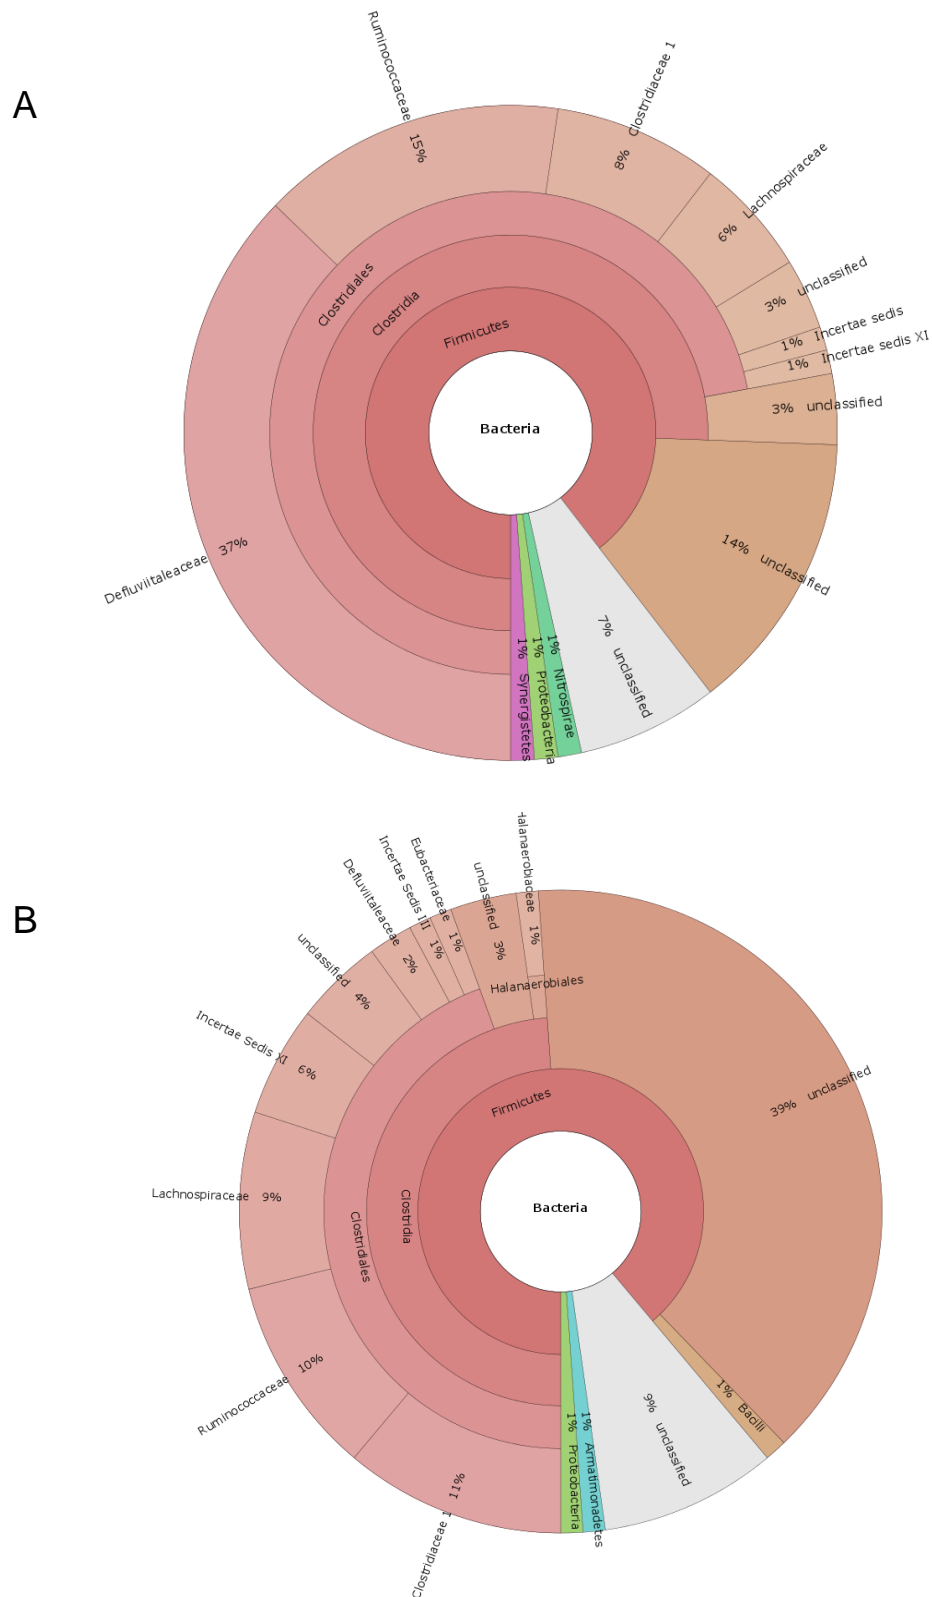 A
Ruminococcaceae 15%
Clostridiaceae 1 8%
Lachnospiraceae 6%
unclassified 3%
Incertae sedis 1%
Incertae sedis XI 1%
unclassified 3%
Clostridiales
Clostridia
Firmicutes
Bacteria
Defluviitaleaceae 37%
14% unclassified
7% unclassified
1% Nitrospirae
1% Proteobacteria
1% Synergistetes
B
Halanaerobiaceae 1%
Halanaerobiales
unclassified 3%
Eubacteriaceae 1%
Incertae Sedis III 1%
Defluviitaleaceae 2%
unclassified 4%
Incertae Sedis XI 6%
Lachnospiraceae 9%
Ruminococcaceae 10%
Clostridiaceae 1 11%
Firmicutes
Clostridia
Clostridiales
Bacteria
39% unclassified
1% Bacilli
9% unclassified
1% Armatimonadetes
1% Proteobacteria